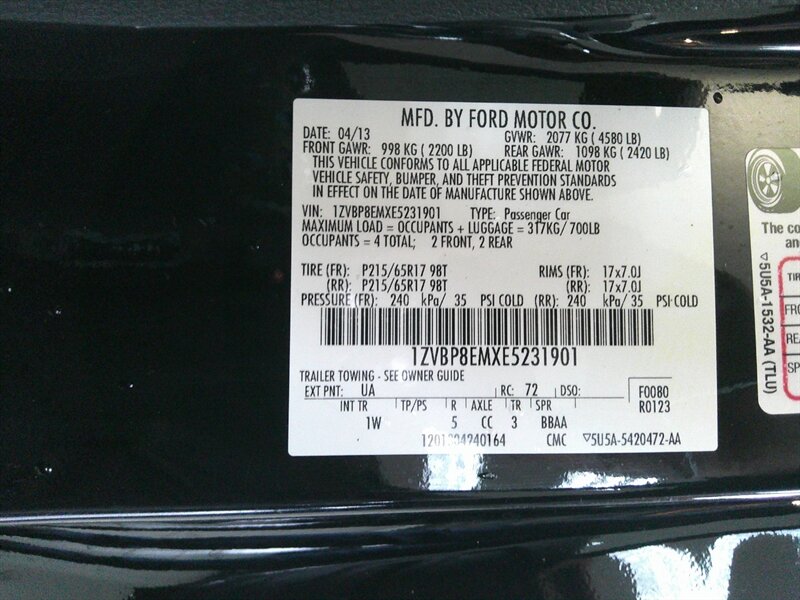 MFD. BY FORD MOTOR CO.
DATE: 04/13 GVWR: 2077 KG ( 4580 LB)
FRONT GAWR: 998 KG ( 2200 LB) REAR GAWR: 1098 KG ( 2420 LB)
THIS VEHICLE CONFORMS TO ALL APPLICABLE FEDERAL MOTOR
VEHICLE SAFETY, BUMPER, AND THEFT PREVENTION STANDARDS
IN EFFECT ON THE DATE OF MANUFACTURE SHOWN ABOVE.
VIN: 1ZVBP8EMXE5231901 TYPE: Passenger Car
MAXIMUM LOAD = OCCUPANTS + LUGGAGE = 317KG/ 700LB
OCCUPANTS = 4 TOTAL; 2 FRONT, 2 REAR
TIRE (FR): P215/65R17 98T RIMS (FR): 17x7.0J
(RR): P215/65R17 98T (RR): 17x7.0J
PRESSURE (FR): 240 kPa/ 35 PSI COLD (RR): 240 kPa/ 35 PSI COLD
1ZVBP8EMXE5231901
TRAILER TOWING - SEE OWNER GUIDE
EXT PNT: UA RC: 72 DSO: F0080
R0123
INT TR TP/PS R AXLE TR SPR
1W 5 CC 3 BBAA
CMC ▽5U5A-5420472-AA
The
▽5U5A-1532-AA (TLU)